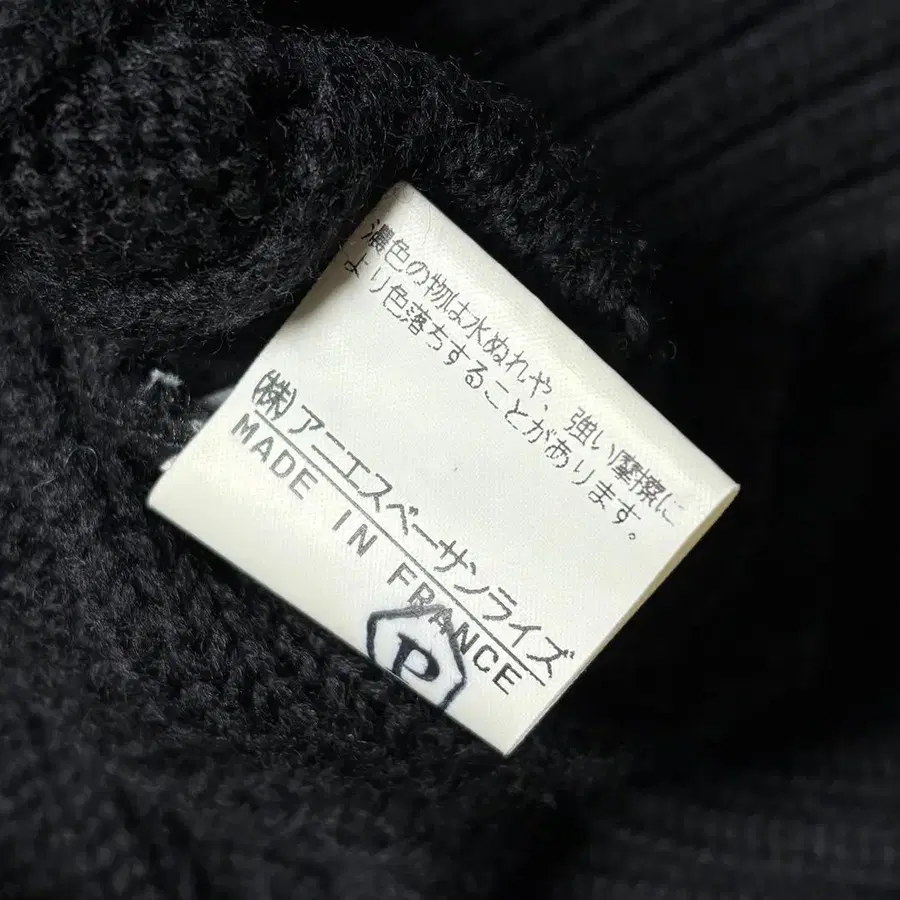 濃色の物は水ぬれや、強い摩擦に
より色落ちすることがあります。
(株)アニエスベーサンライズ
MADE IN FRANCE
P